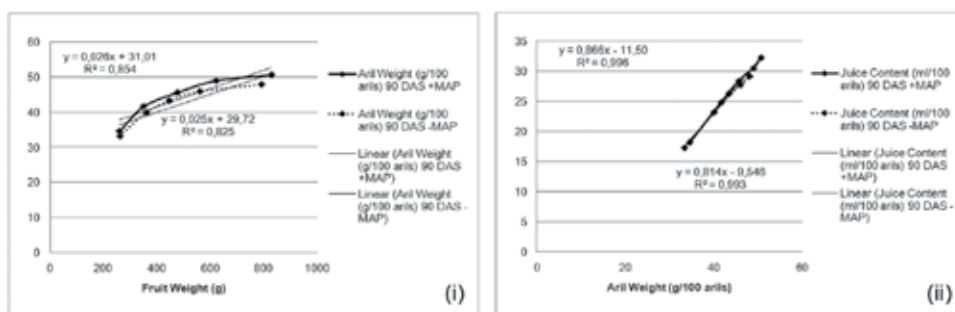 60
50
40
30
20
10
0
y = 0,026x + 31,01
R² = 0,854
y = 0,025x + 29,72
R² = 0,825
0 200 400 600 800 1000
Fruit Weight (g)
Aril Weight (g/100
arils) 90 DAS +MAP
Aril Weight (g/100
arils) 90 DAS -MAP
Linear (Aril Weight
(g/100 arils) 90 DAS
+MAP)
Linear (Aril Weight
(g/100 arils) 90 DAS -
MAP)
(i)
35
30
25
20
15
10
5
0
y = 0,866x - 11,50
R² = 0,996
y = 0,814x - 9,546
R² = 0,993
0 20 40 60
Aril Weight (g/100 arils)
Juice Content (ml/100
arils) 90 DAS +MAP
Juice Content (ml/100
arils) 90 DAS -MAP
Linear (Juice Content
(ml/100 arils) 90 DAS
+MAP)
Linear (Juice Content
(ml/100 arils) 90 DAS -
MAP)
(ii)